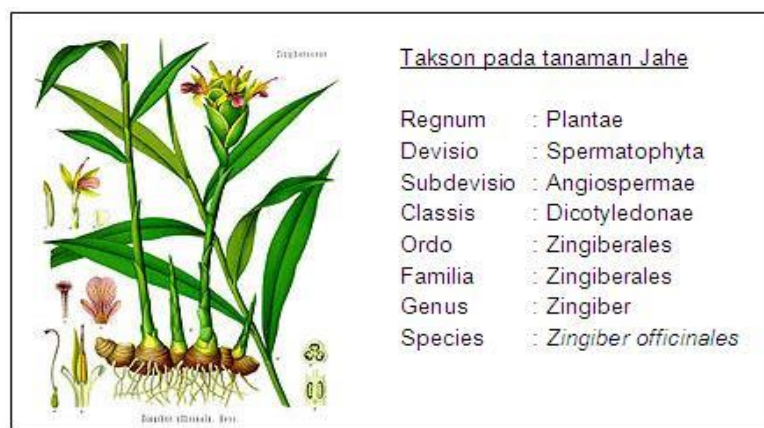 Takson pada tanaman Jahe
Regnum : Plantae
Devisio : Spermatophyta
Subdevisio : Angiospermae
Classis : Dicotyledonae
Ordo : Zingiberales
Familia : Zingiberales
Genus : Zingiber
Species : Zingiber officinales